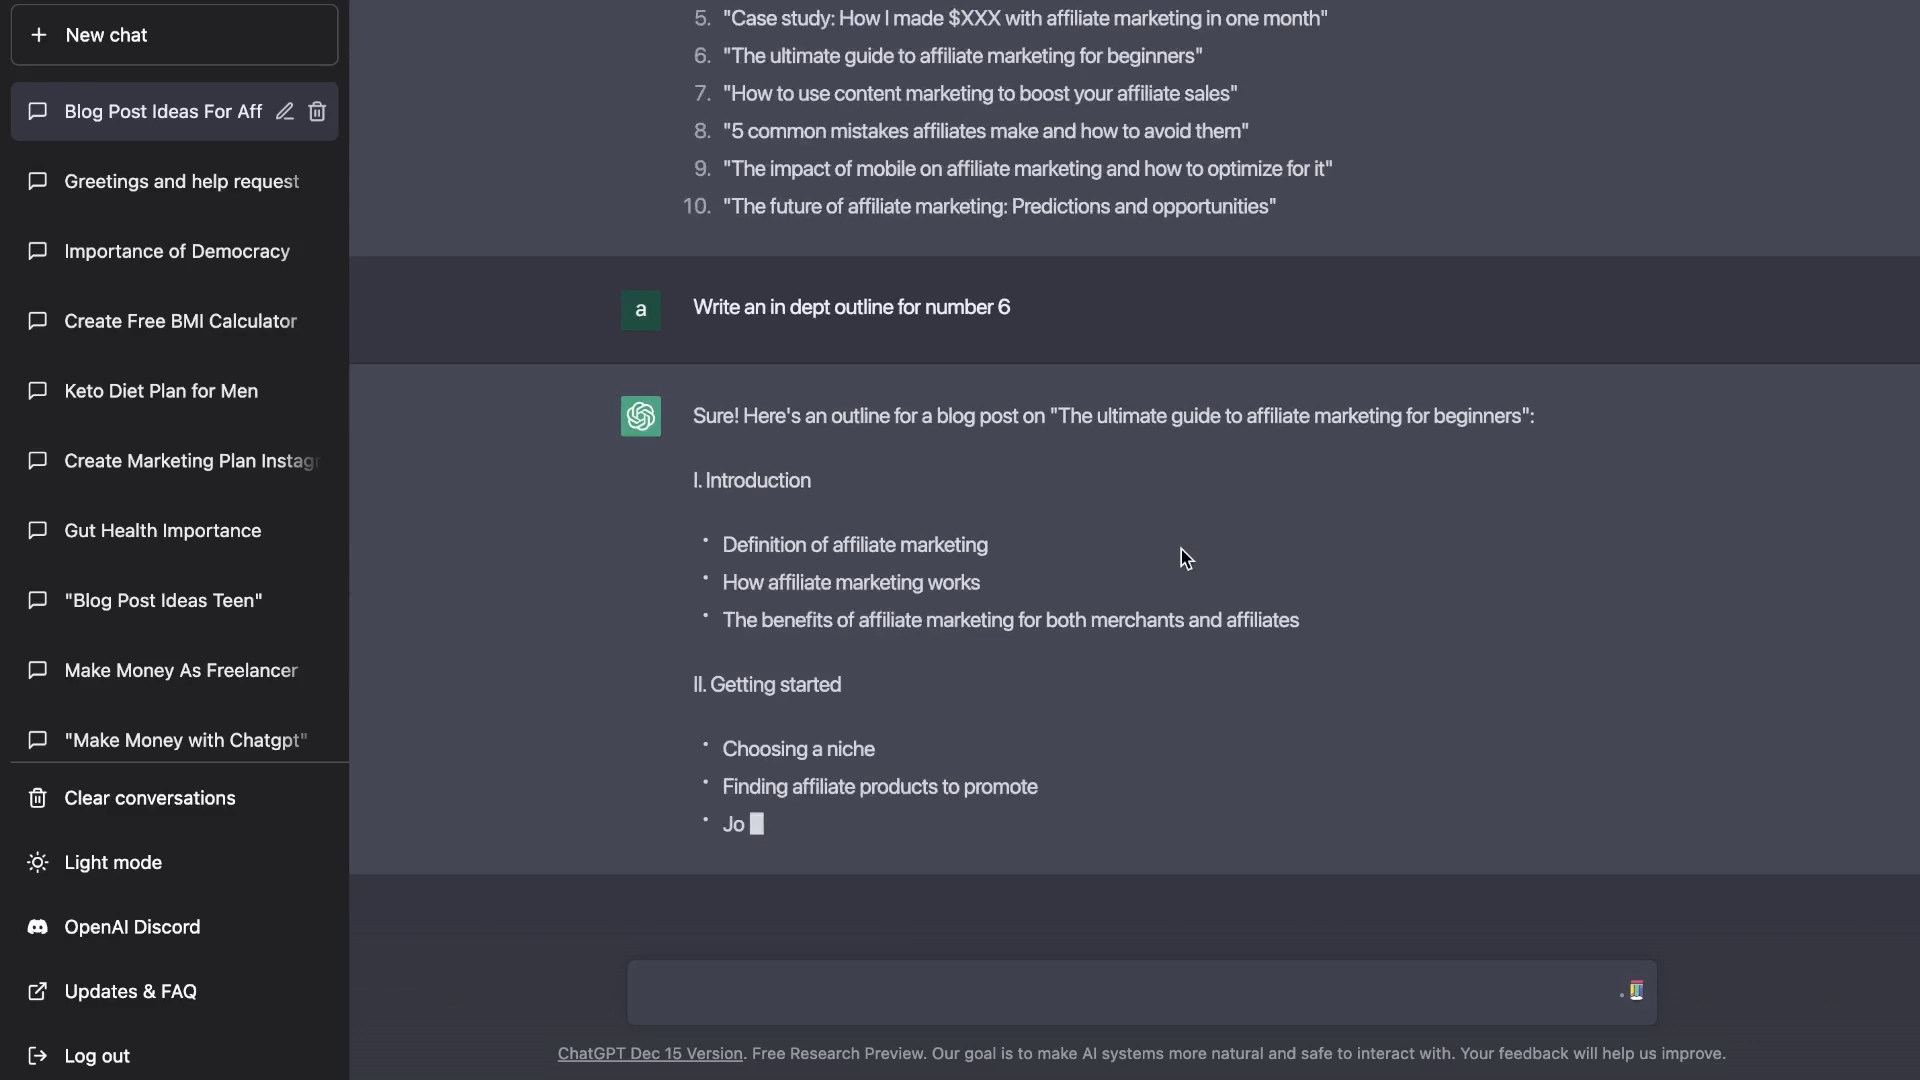 New chat
Blog Post Ideas For Aff
Greetings and help request
Importance of Democracy
Create Free BMI Calculator
Keto Diet Plan for Men
Create Marketing Plan Instagr
Gut Health Importance
"Blog Post Ideas Teen"
Make Money As Freelancer
"Make Money with Chatgpt"
Clear conversations
Light mode
OpenAI Discord
Updates & FAQ
Log out
5. "Case study: How I made $XXX with affiliate marketing in one month"
6. "The ultimate guide to affiliate marketing for beginners"
7. "How to use content marketing to boost your affiliate sales"
8. "5 common mistakes affiliates make and how to avoid them"
9. "The impact of mobile on affiliate marketing and how to optimize for it"
10. "The future of affiliate marketing: Predictions and opportunities"
a
Write an in dept outline for number 6
Sure! Here's an outline for a blog post on "The ultimate guide to affiliate marketing for beginners":
I. Introduction
• Definition of affiliate marketing
• How affiliate marketing works
• The benefits of affiliate marketing for both merchants and affiliates
II. Getting started
• Choosing a niche
• Finding affiliate products to promote
• Jo
ChatGPT Dec 15 Version. Free Research Preview. Our goal is to make AI systems more natural and safe to interact with. Your feedback will help us improve.